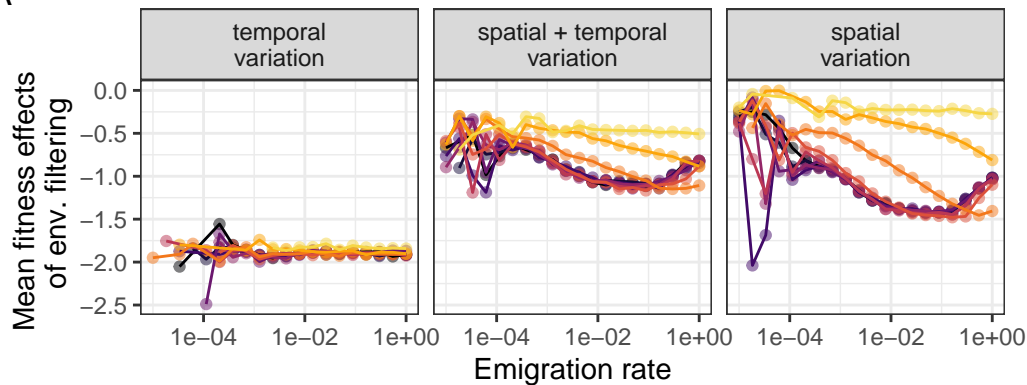 temporal
variation
spatial + temporal
variation
spatial
variation
Mean fitness effects
of env. filtering
0.0
−0.5
−1.0
−1.5
−2.0
−2.5
1e−04
1e−02
1e+00
1e−04
1e−02
1e+00
1e−04
1e−02
1e+00
Emigration rate